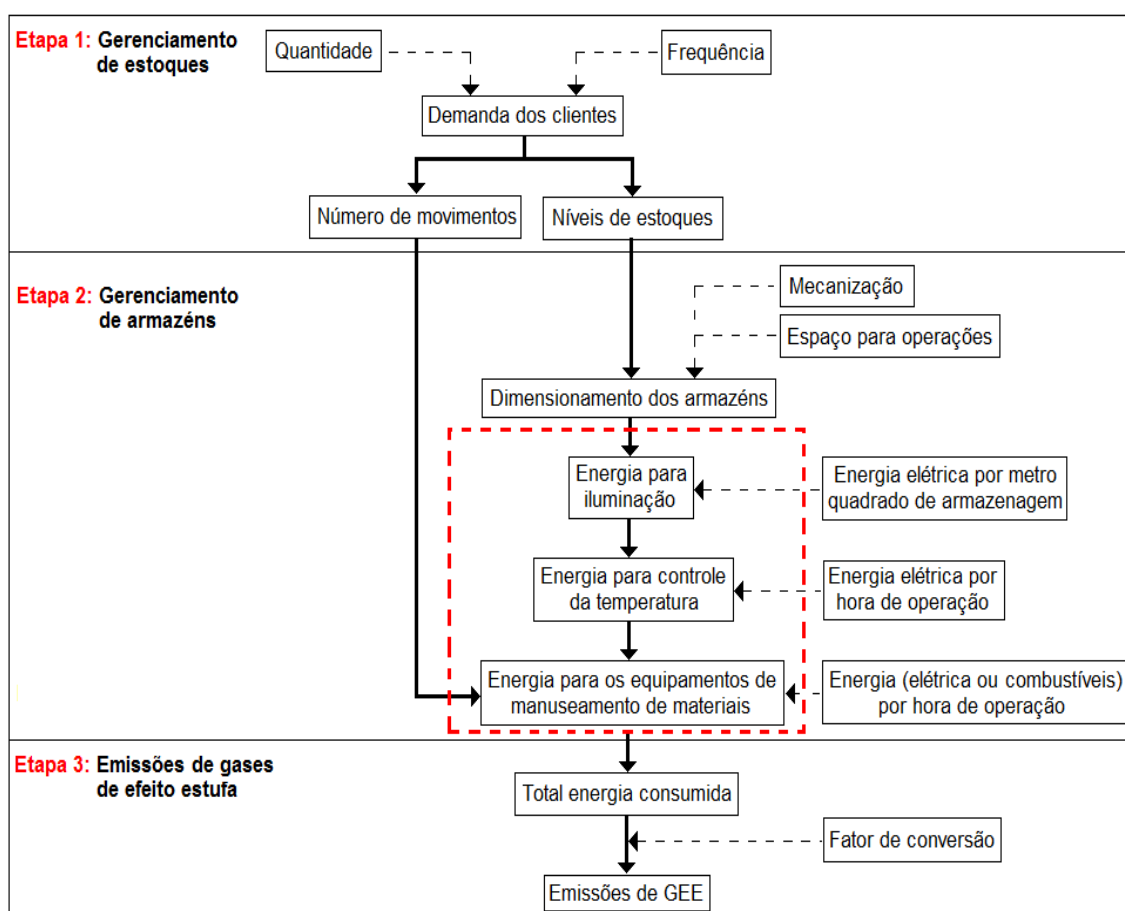 Etapa 1: Gerenciamento
de estoques
Quantidade
Frequência
Demanda dos clientes
Número de movimentos
Níveis de estoques
Etapa 2: Gerenciamento
de armazéns
Mecanização
Espaço para operações
Dimensionamento dos armazéns
Energia para
iluminação
Energia elétrica por metro
quadrado de armazenagem
Energia para controle
da temperatura
Energia elétrica por
hora de operação
Energia para os equipamentos de
manuseamento de materiais
Energia (elétrica ou combustíveis)
por hora de operação
Etapa 3: Emissões de gases
de efeito estufa
Total energia consumida
Fator de conversão
Emissões de GEE